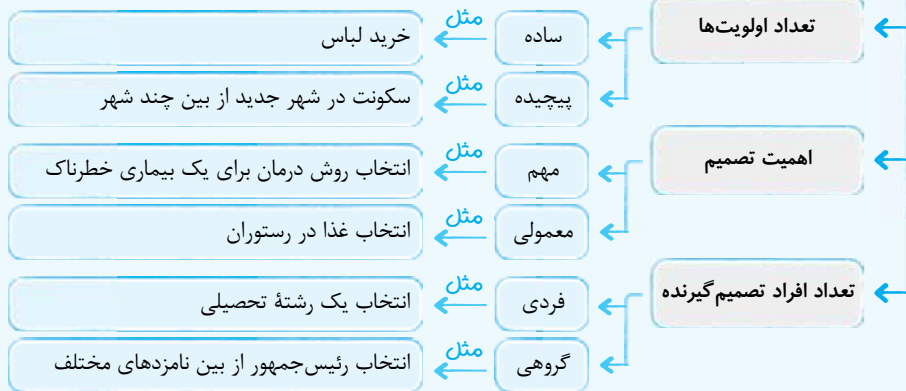 تعداد اولویت‌ها
ساده
مثل
خرید لباس
پیچیده
مثل
سکونت در شهر جدید از بین چند شهر
اهمیت تصمیم
مهم
مثل
انتخاب روش درمان برای یک بیماری خطرناک
معمولی
مثل
انتخاب غذا در رستوران
تعداد افراد تصمیم‌گیرنده
فردی
مثل
انتخاب یک رشتهٔ تحصیلی
گروهی
مثل
انتخاب رئیس‌جمهور از بین نامزدهای مختلف